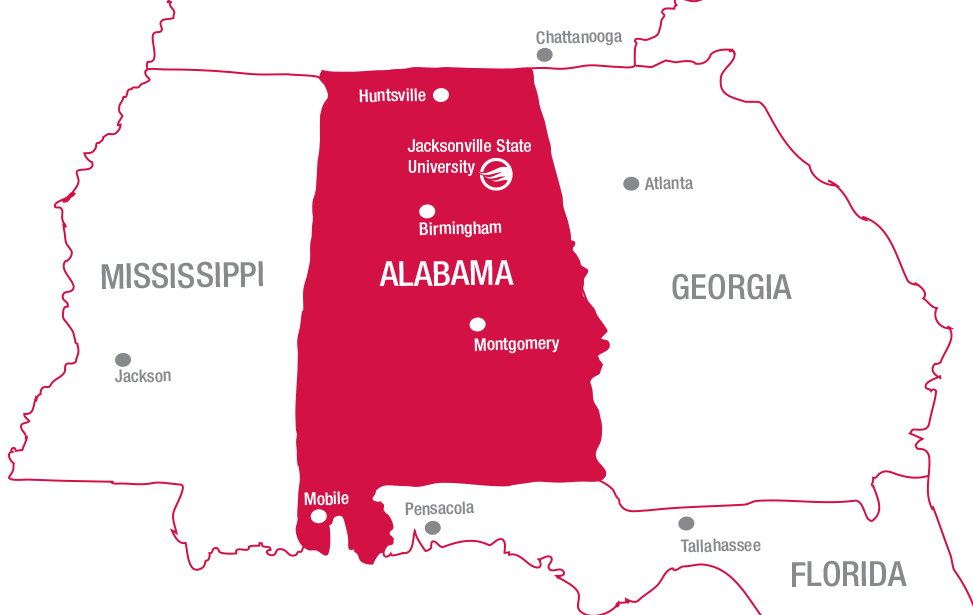 Chattanooga
Huntsville
Jacksonville State
University
Atlanta
Birmingham
MISSISSIPPI
ALABAMA
GEORGIA
Montgomery
Jackson
Mobile
Pensacola
Tallahassee
FLORIDA